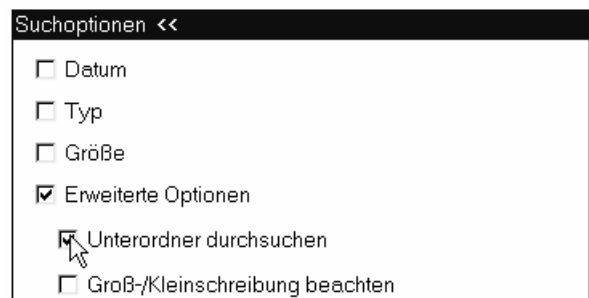 Suchoptionen <<
Datum
Typ
Größe
Erweiterte Optionen
Unterordner durchsuchen
Groß-/Kleinschreibung beachten